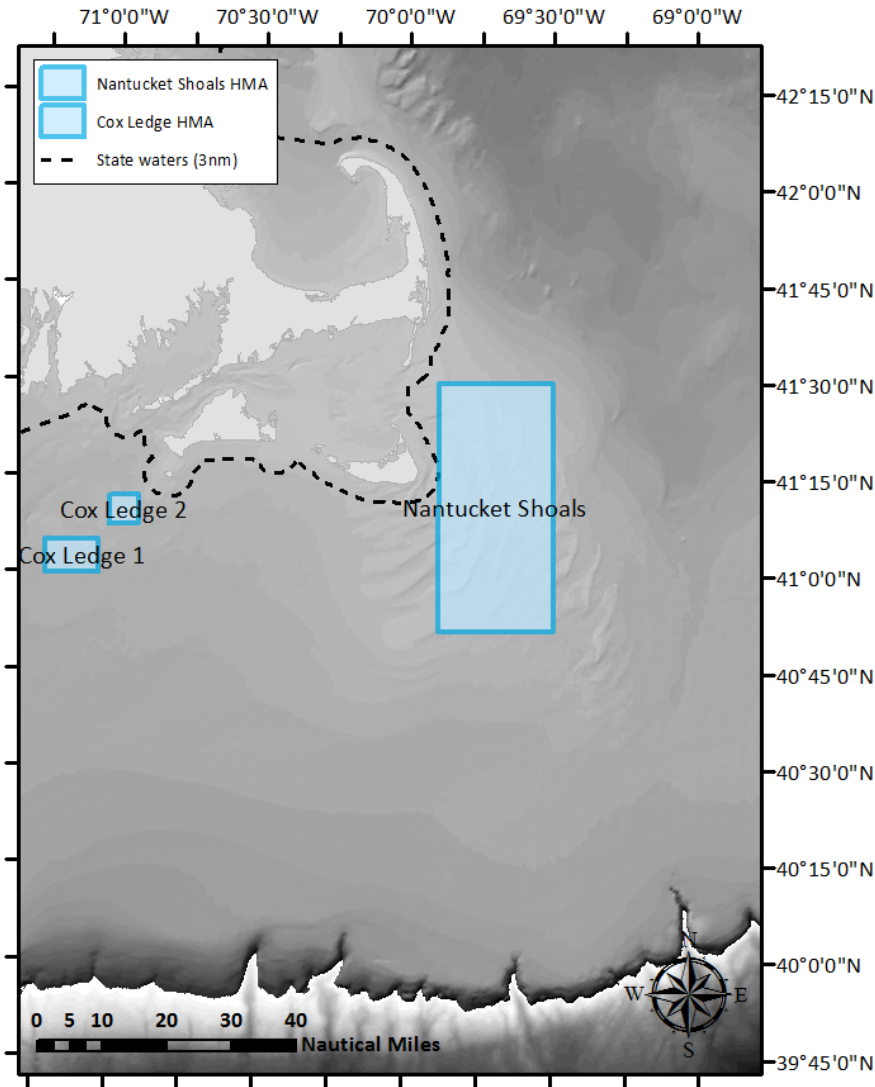 71°0'0"W 70°30'0"W 70°0'0"W 69°30'0"W 69°0'0"W
Nantucket Shoals HMA
Cox Ledge HMA
State waters (3nm)
42°15'0"N
42°0'0"N
41°45'0"N
41°30'0"N
41°15'0"N
Cox Ledge 2
Nantucket Shoals
Cox Ledge 1
41°0'0"N
40°45'0"N
40°30'0"N
40°15'0"N
40°0'0"N
N
W E
S
0 5 10 20 30 40
Nautical Miles
39°45'0"N